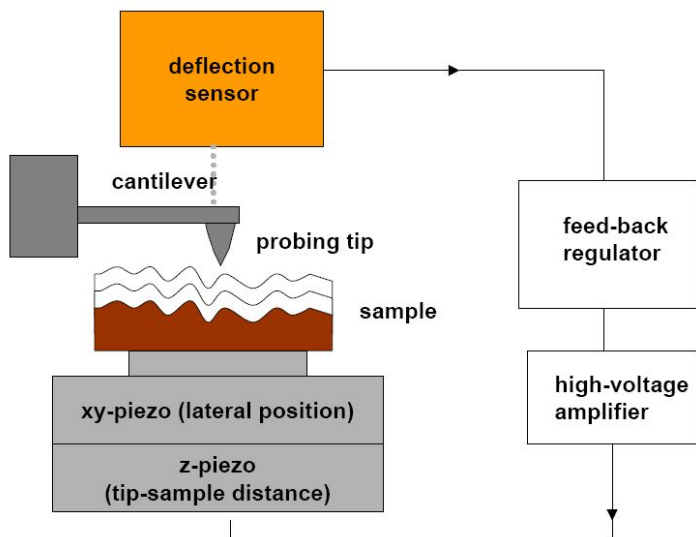 deflection
sensor
cantilever
probing tip
feed-back
regulator
sample
high-voltage
amplifier
xy-piezo (lateral position)
z-piezo
(tip-sample distance)